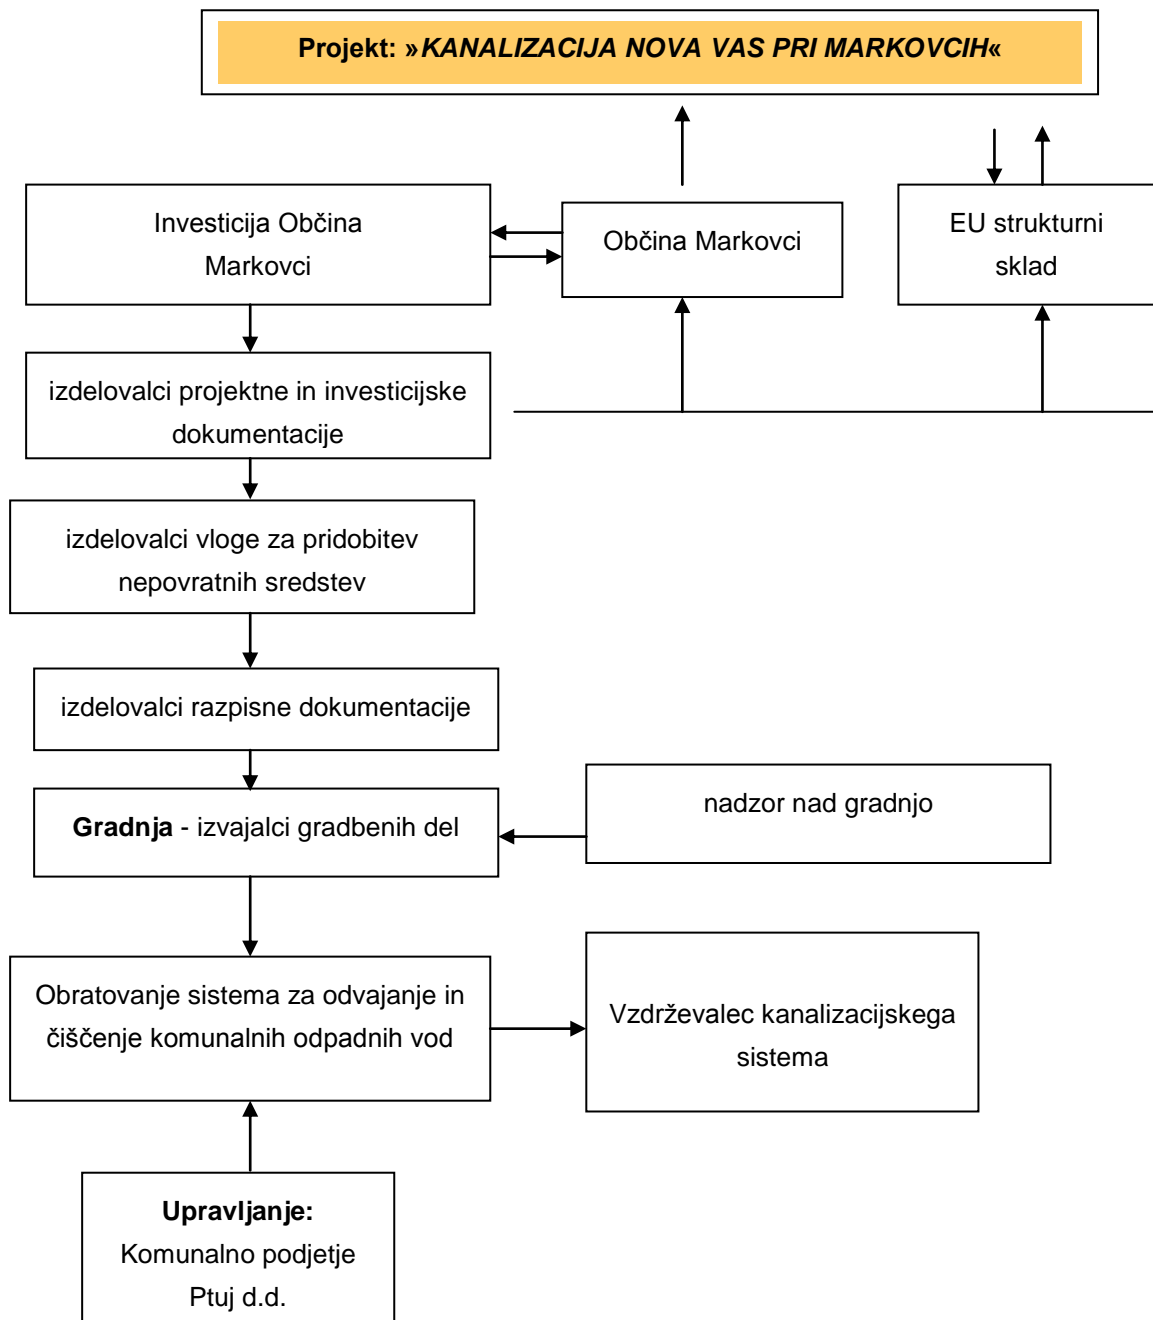 Projekt: »KANALIZACIJA NOVA VAS PRI MARKOVCIH«
Investicija Občina
Markovci
Občina Markovci
EU strukturni
sklad
izdelovalci projektne in investicijske
dokumentacije
izdelovalci vloge za pridobitev
nepovratnih sredstev
izdelovalci razpisne dokumentacije
Gradnja - izvajalci gradbenih del
nadzor nad gradnjo
Obratovanje sistema za odvajanje in
čiščenje komunalnih odpadnih vod
Vzdrževalec kanalizacijskega
sistema
Upravljanje:
Komunalno podjetje
Ptuj d.d.